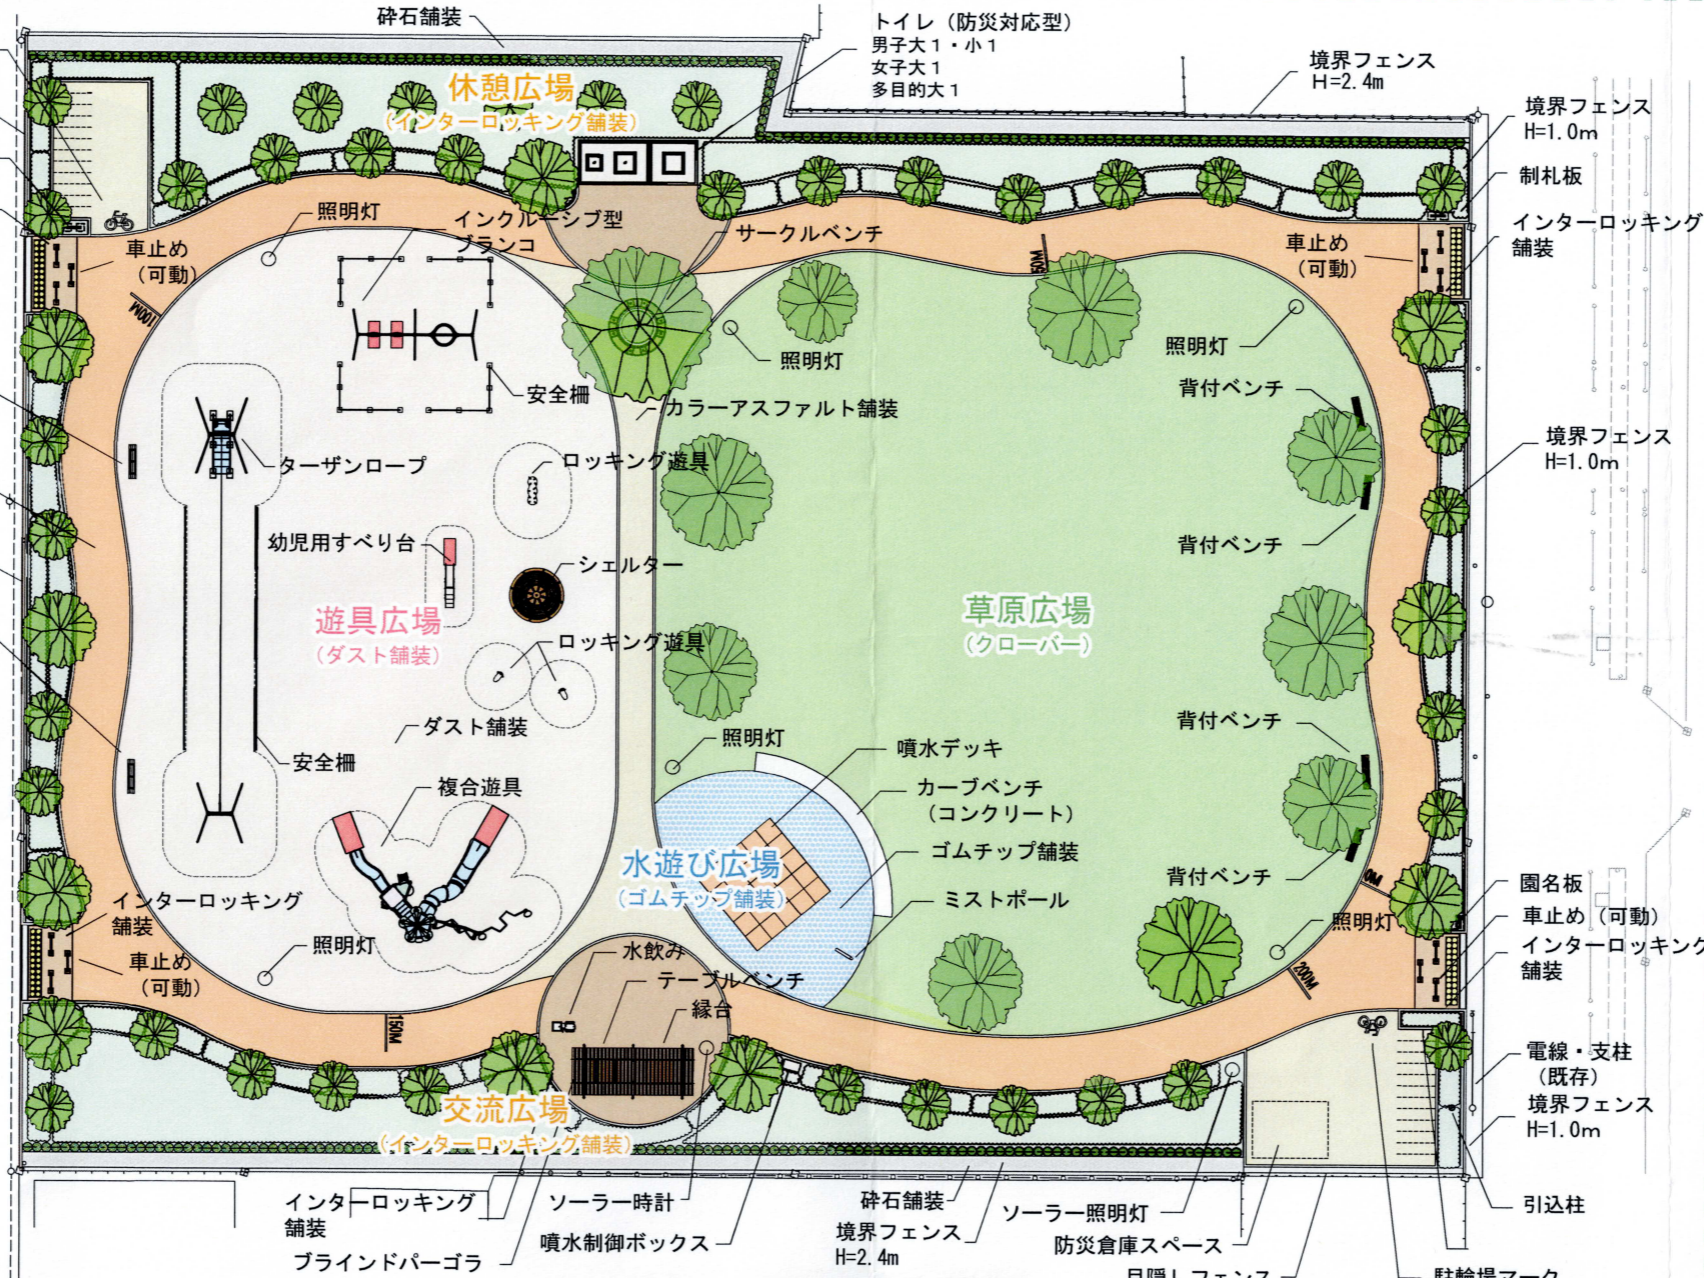 砕石舗装
トイレ（防災対応型）
男子大１・小１
女子大１
多目的大１
境界フェンス
H=2.4m
境界フェンス
H=1.0m
制札板
インターロッキング
舗装
休憩広場
(インターロッキング舗装)
照明灯
インクルーシブ型
ブランコ
サークルベンチ
車止め
（可動）
車止め
（可動）
100M
50M
照明灯
照明灯
背付ベンチ
安全柵
カラーアスファルト舗装
ターザンロープ
ロッキング遊具
境界フェンス
H=1.0m
幼児用すべり台
シェルター
背付ベンチ
遊具広場
(ダスト舗装)
ロッキング遊具
草原広場
(クローバー)
ダスト舗装
照明灯
背付ベンチ
安全柵
噴水デッキ
複合遊具
カーブベンチ
（コンクリート）
水遊び広場
(ゴムチップ舗装)
ゴムチップ舗装
背付ベンチ
0M
園名板
インターロッキング
舗装
ミストポール
照明灯
車止め（可動）
インターロッキング
舗装
照明灯
水飲み
車止め
（可動）
テーブルベンチ
縁台
200M
150M
電線・支柱
（既存）
境界フェンス
H=1.0m
交流広場
(インターロッキング舗装)
インターロッキング
舗装
ソーラー時計
砕石舗装
ソーラー照明灯
引込柱
境界フェンス
H=2.4m
噴水制御ボックス
防災倉庫スペース
ブラインドパーゴラ
目隠しフェンス
駐輪場マーク